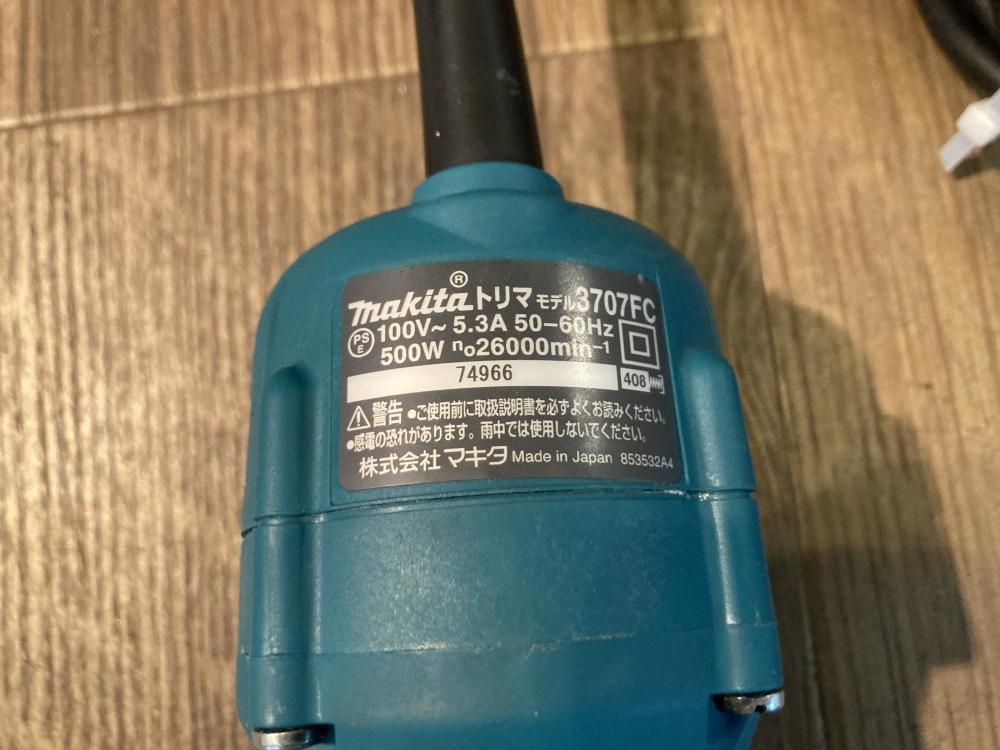 makita® トリマ モデル3707FC
PSE 100V~ 5.3A 50-60Hz
500W n₀26000min⁻¹
74966
408
警告 •ご使用前に取扱説明書を必ずよくお読みください。
•感電の恐れがあります。雨中では使用しないでください。
株式会社 マキタ Made in Japan 853532A4